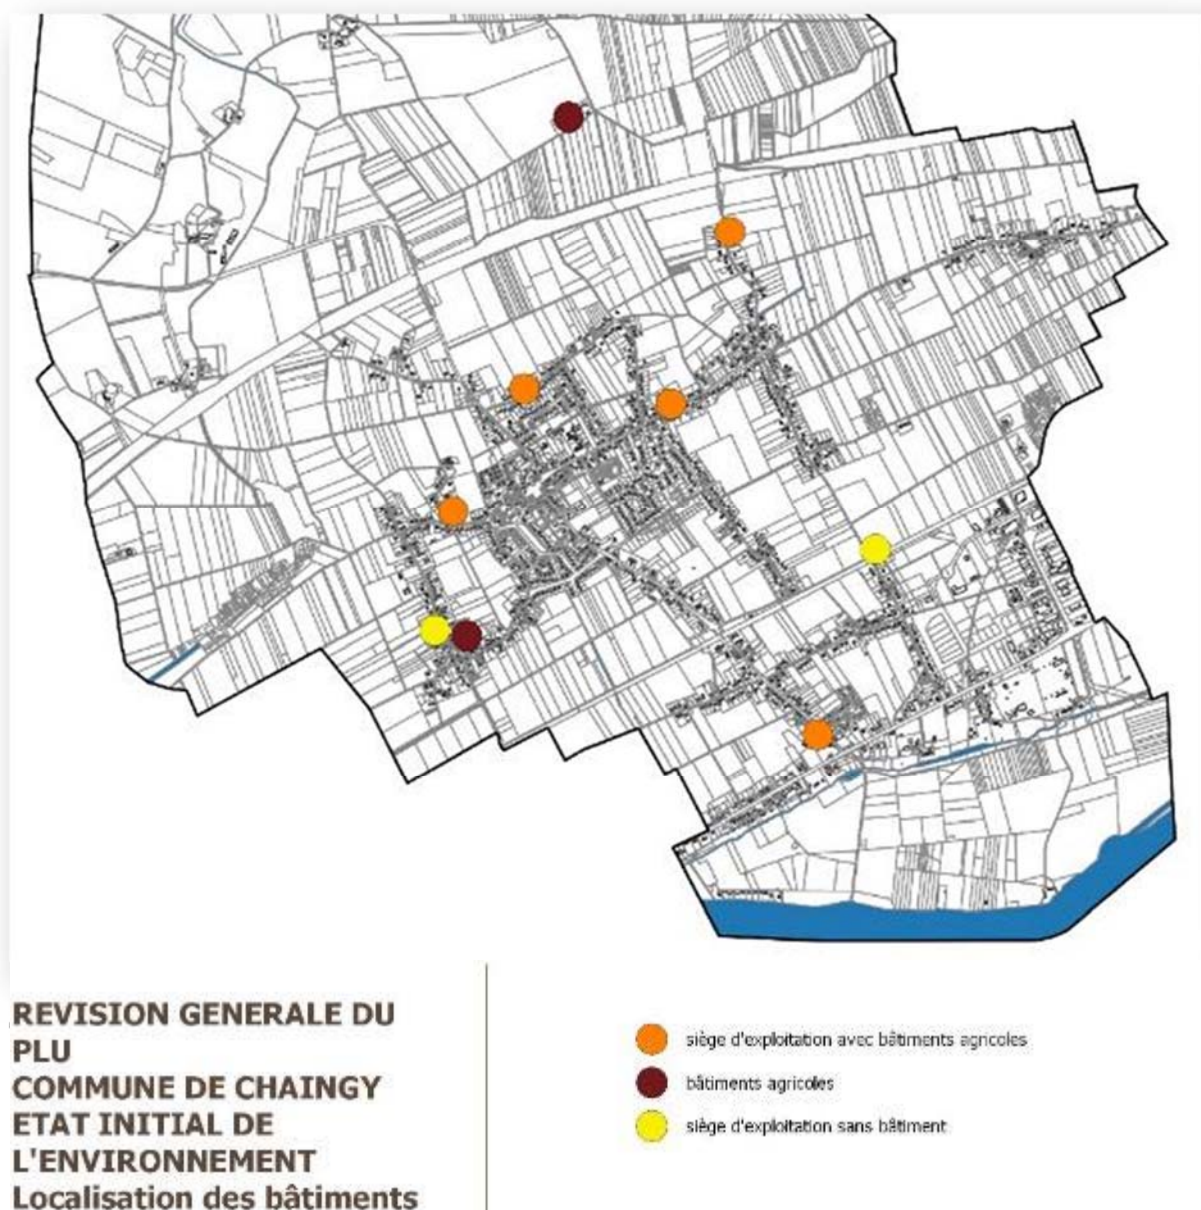 REVISION GENERALE DU
PLU
COMMUNE DE CHAINGY
ETAT INITIAL DE
L'ENVIRONNEMENT
Localisation des bâtiments
siège d'exploitation avec bâtiments agricoles
bâtiments agricoles
siège d'exploitation sans bâtiment